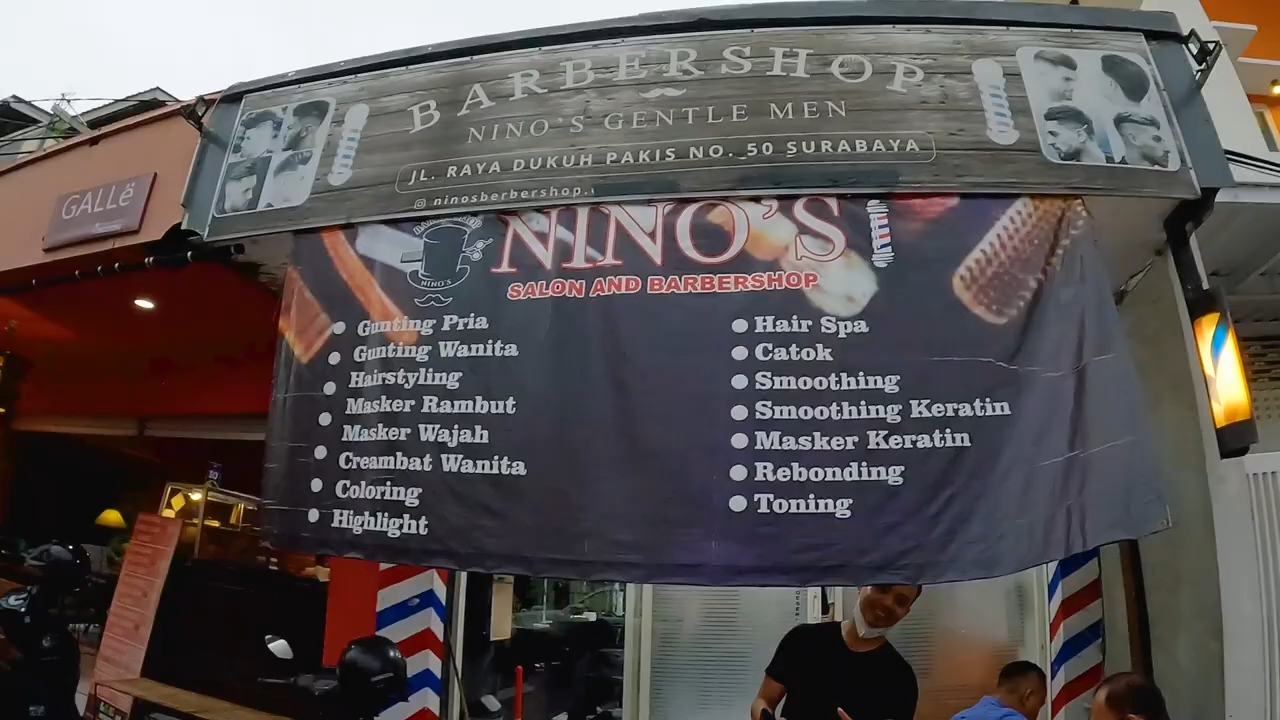 BARBERSHOP
NINO'S GENTLE MEN
JL. RAYA DUKUH PAKIS NO. 50 SURABAYA
ninosberbershop.
GALLë
NINO'S
NINO'S
SALON AND BARBERSHOP
Gunting Pria
Gunting Wanita
Hairstyling
Masker Rambut
Masker Wajah
Creambat Wanita
Coloring
Highlight
Hair Spa
Catok
Smoothing
Smoothing Keratin
Masker Keratin
Rebonding
Toning